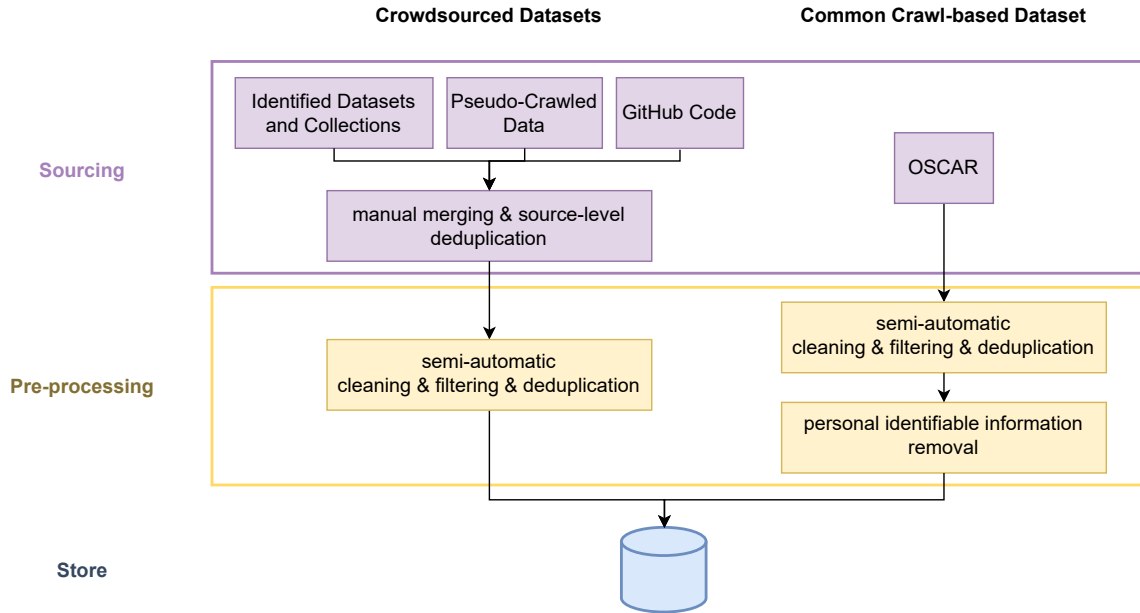 Crowdsourced Datasets
Common Crawl-based Dataset
Sourcing
Identified Datasets
and Collections
Pseudo-Crawled
Data
GitHub Code
OSCAR
manual merging & source-level
deduplication
Pre-processing
semi-automatic
cleaning & filtering & deduplication
semi-automatic
cleaning & filtering & deduplication
personal identifiable information
removal
Store